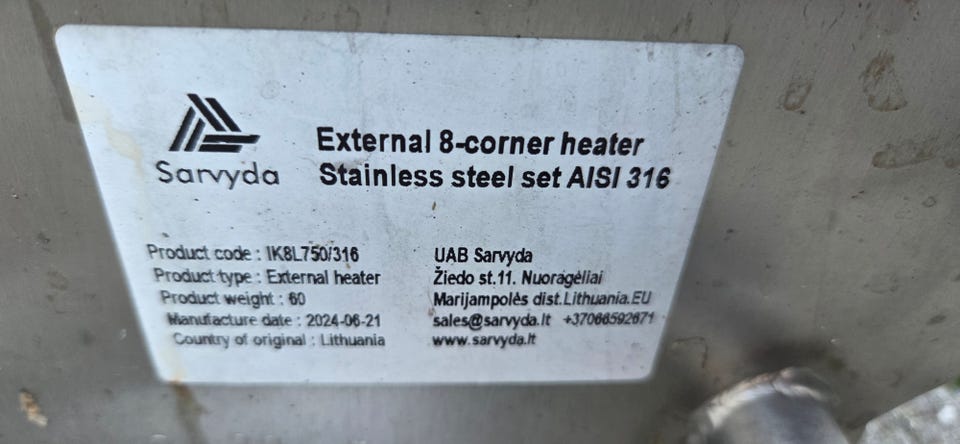 External 8-corner heater
Stainless steel set AISI 316
Sarvyda
Product code : IK8L750/316
Product type : External heater
Product weight : 60
Manufacture date : 2024-06-21
Country of original : Lithuania
UAB Sarvyda
Žiedo st.11. Nuoragėliai
Marijampolės dist.Lithuania.EU
sales@sarvyda.lt +37066592671
www.sarvyda.lt